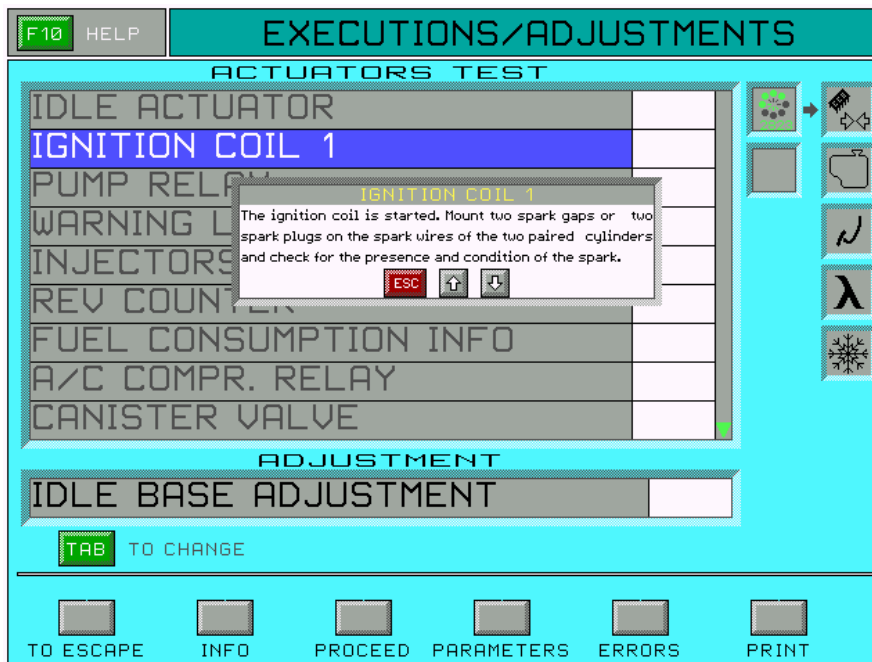 F10 HELP
EXECUTIONS/ADJUSTMENTS
ACTUATORS TEST
IDLE ACTUATOR
IGNITION COIL 1
PUMP
WARNING
INJECTORS
IGNITION COIL 1
The ignition coil is started. Mount two spark gaps or two
spark plugs on the spark wires of the two paired cylinders
and check for the presence and condition of the spark.
ESC
REV COUNTER
FUEL CONSUMPTION INFO
A/C COMPR. RELAY
CANISTER VALVE
λ
ADJUSTMENT
IDLE BASE ADJUSTMENT
TAB TO CHANGE
TO ESCAPE INFO PROCEED PARAMETERS ERRORS PRINT